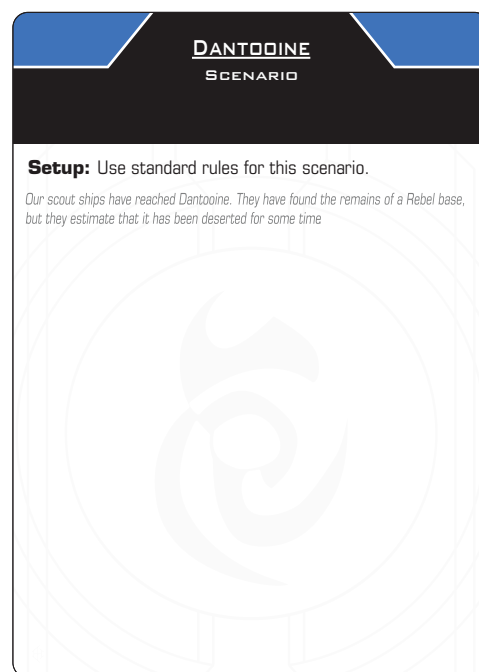 DANTOOINE
SCENARIO
Setup: Use standard rules for this scenario.
Our scout ships have reached Dantooine. They have found the remains of a Rebel base,
but they estimate that it has been deserted for some time